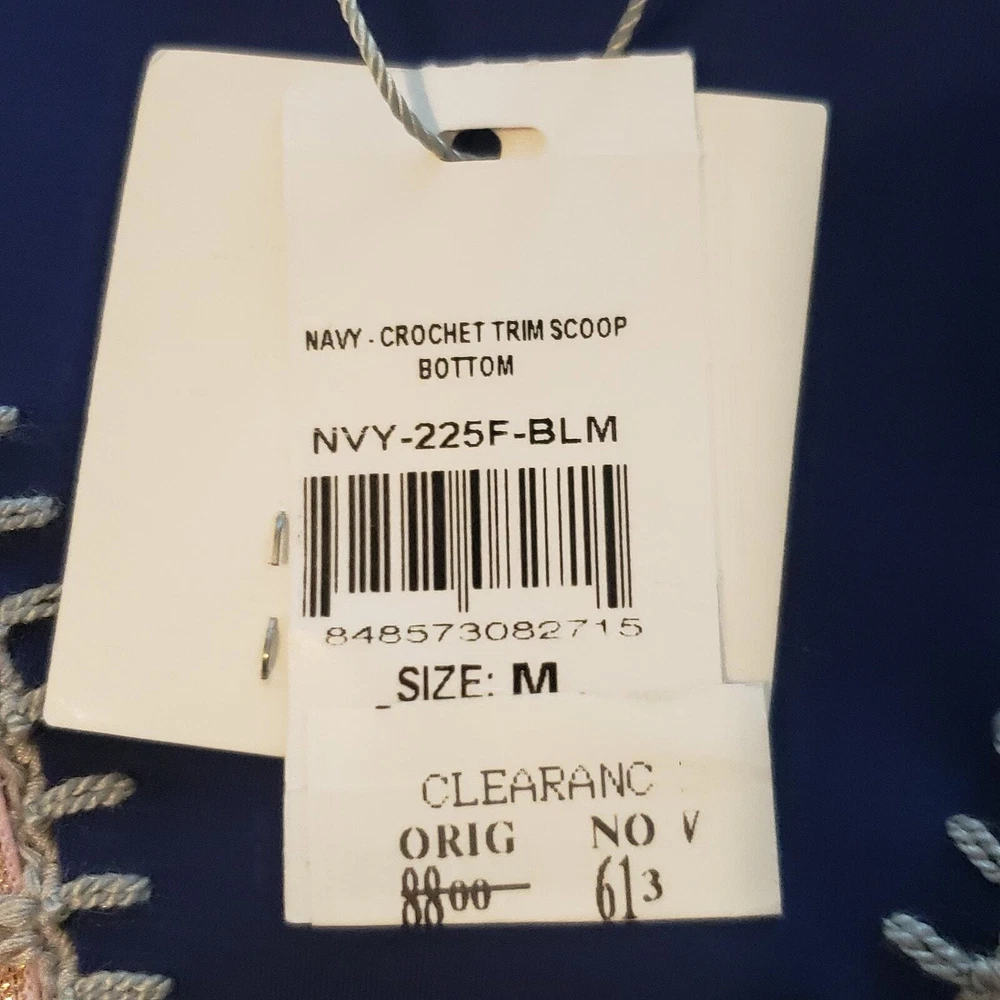 NAVY - CROCHET TRIM SCOOP
BOTTOM
NVY-225F-BLM
848573082715
SIZE: M
CLEARANC
ORIG NO V
8800 613